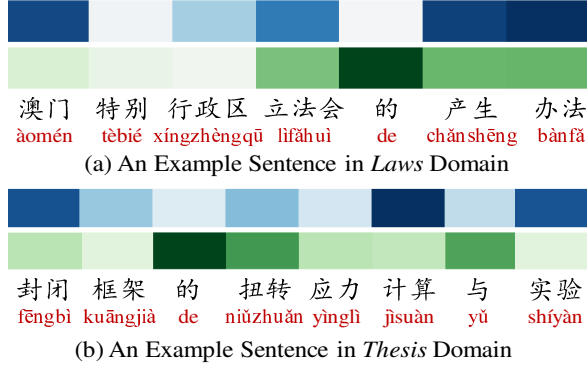 澳门 特别 行政区 立法会 的 产生 办法
àomén tèbié xíngzhèngqū lìfǎhuì de chǎnshēng bànfǎ
(a) An Example Sentence in Laws Domain
封闭 框架 的 扭转 应力 计算 与 实验
fēngbì kuāngjià de niǔzhuǎn yìnglì jìsuàn yǔ shíyàn
(b) An Example Sentence in Thesis Domain